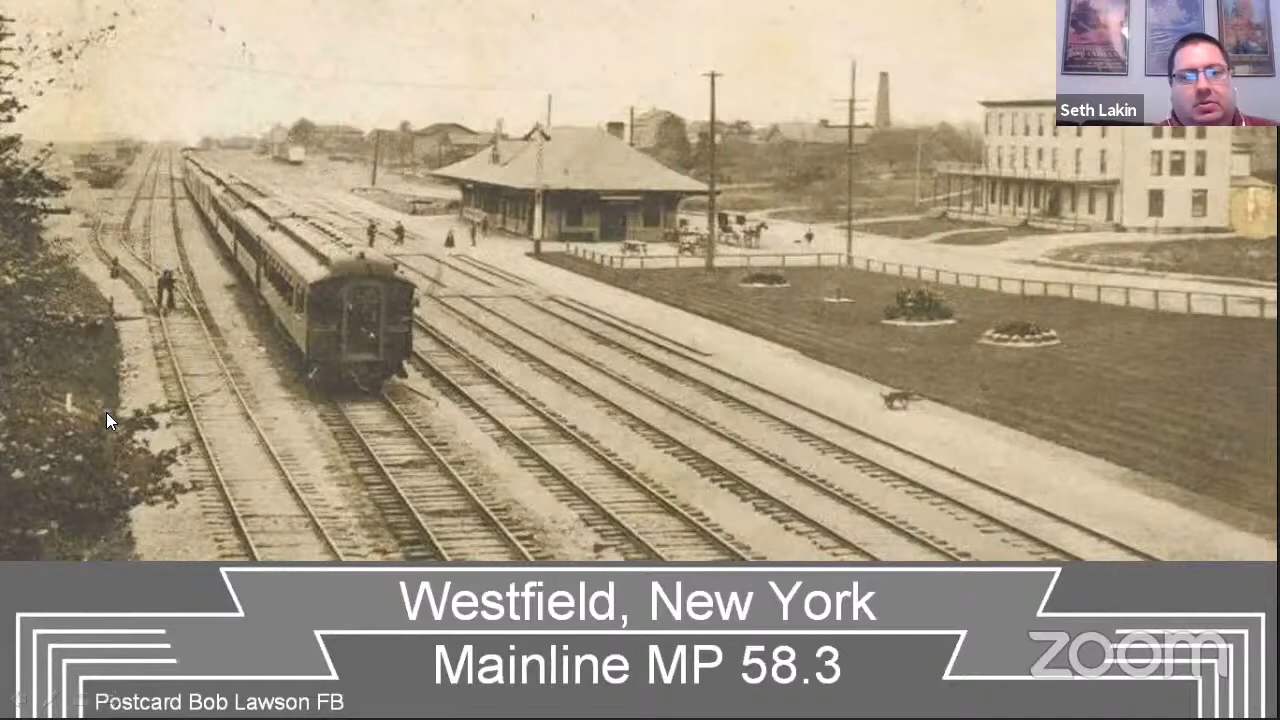 Seth Lakin
Westfield, New York
Mainline MP 58.3
zoom
Postcard Bob Lawson FB